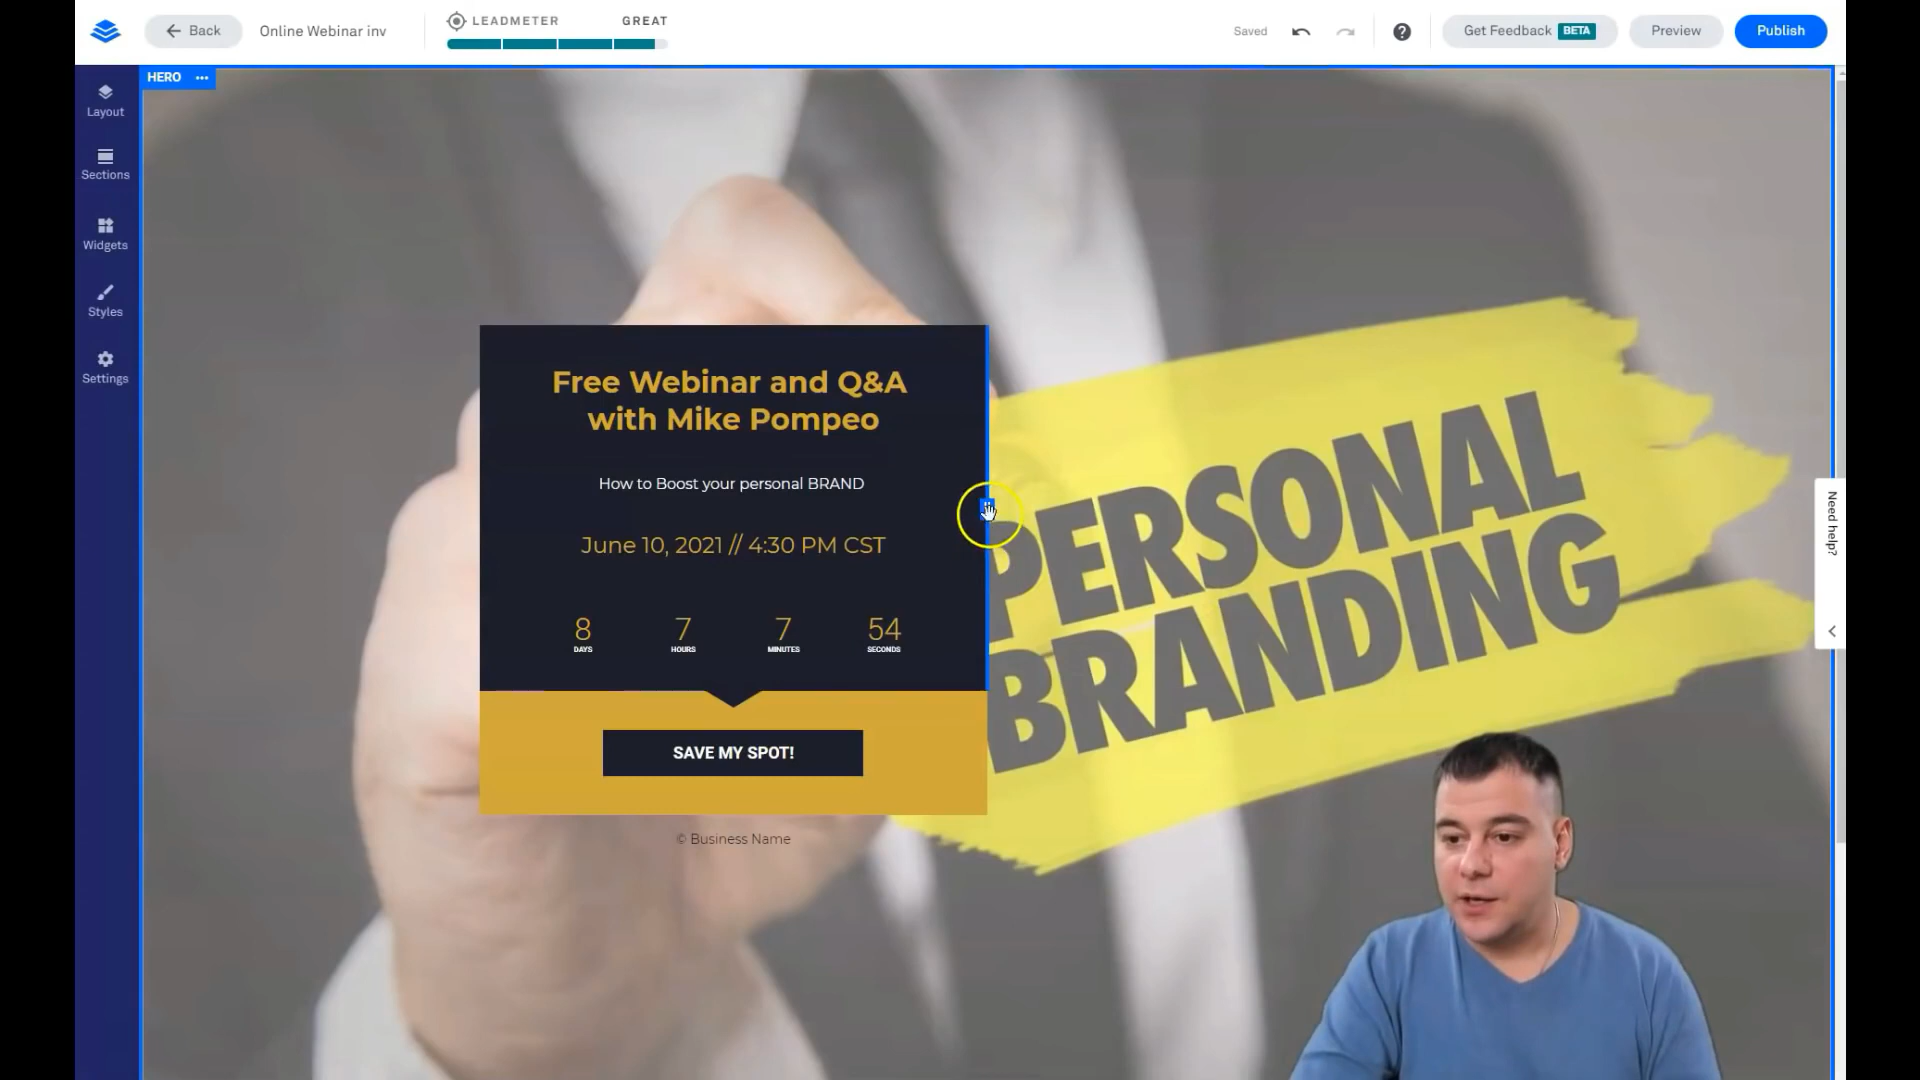 Back
Online Webinar inv
LEADMETER
GREAT
Saved
Get Feedback BETA
Preview
Publish
HERO
Layout
Sections
Widgets
Styles
Settings
Free Webinar and Q&A
with Mike Pompeo
How to Boost your personal BRAND
June 10, 2021 // 4:30 PM CST
8 7 7 54
DAYS HOURS MINUTES SECONDS
SAVE MY SPOT!
© Business Name
PERSONAL
BRANDING
Need help?